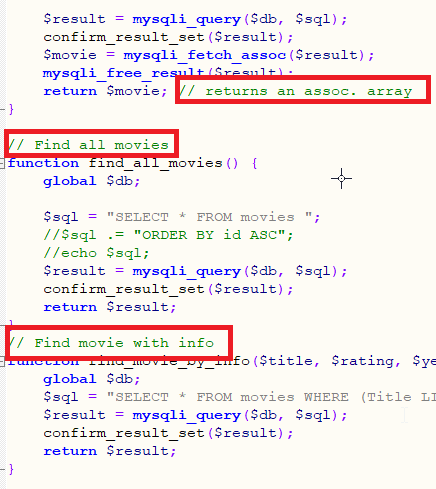 $result = mysqli_query($db, $sql);
confirm_result_set($result);
$movie = mysqli_fetch_assoc($result);
mysqli_free_result($result);
return $movie; // returns an assoc. array
}
// Find all movies
function find_all_movies() {
global $db;
$sql = "SELECT * FROM movies ";
//$sql .= "ORDER BY id ASC";
//echo $sql;
$result = mysqli_query($db, $sql);
confirm_result_set($result);
return $result;
}
// Find movie with info
function find_movie_by_info($title, $rating, $ye
global $db;
$sql = "SELECT * FROM movies WHERE (Title LI
$result = mysqli_query($db, $sql);
confirm_result_set($result);
return $result;
}